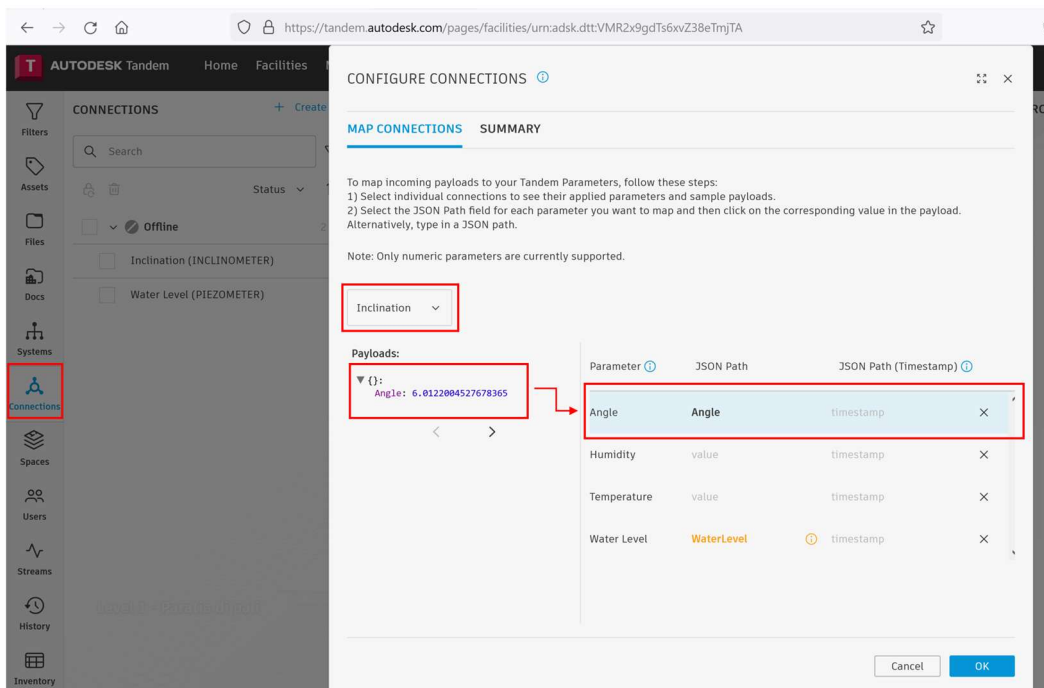 https://tandem.autodesk.com/pages/facilities/urn:adsk.dtt:VMR2x9gdTs6xvZ38eTmjTA
T AUTODESK Tandem Home Facilities
Filters
Assets
Files
Docs
Systems
Connections
Spaces
Users
Streams
History
Inventory
CONNECTIONS + Create
Search
Status
Offline 2
Inclination (INCLINOMETER)
Water Level (PIEZOMETER)
CONFIGURE CONNECTIONS
MAP CONNECTIONS SUMMARY
To map incoming payloads to your Tandem Parameters, follow these steps:
1) Select individual connections to see their applied parameters and sample payloads.
2) Select the JSON Path field for each parameter you want to map and then click on the corresponding value in the payload.
Alternatively, type in a JSON path.
Note: Only numeric parameters are currently supported.
Inclination
Payloads:
{}:
Angle: 6.0122004527678365
Parameter JSON Path JSON Path (Timestamp)
Angle Angle timestamp
Humidity value timestamp
Temperature value timestamp
Water Level WaterLevel timestamp
Cancel OK